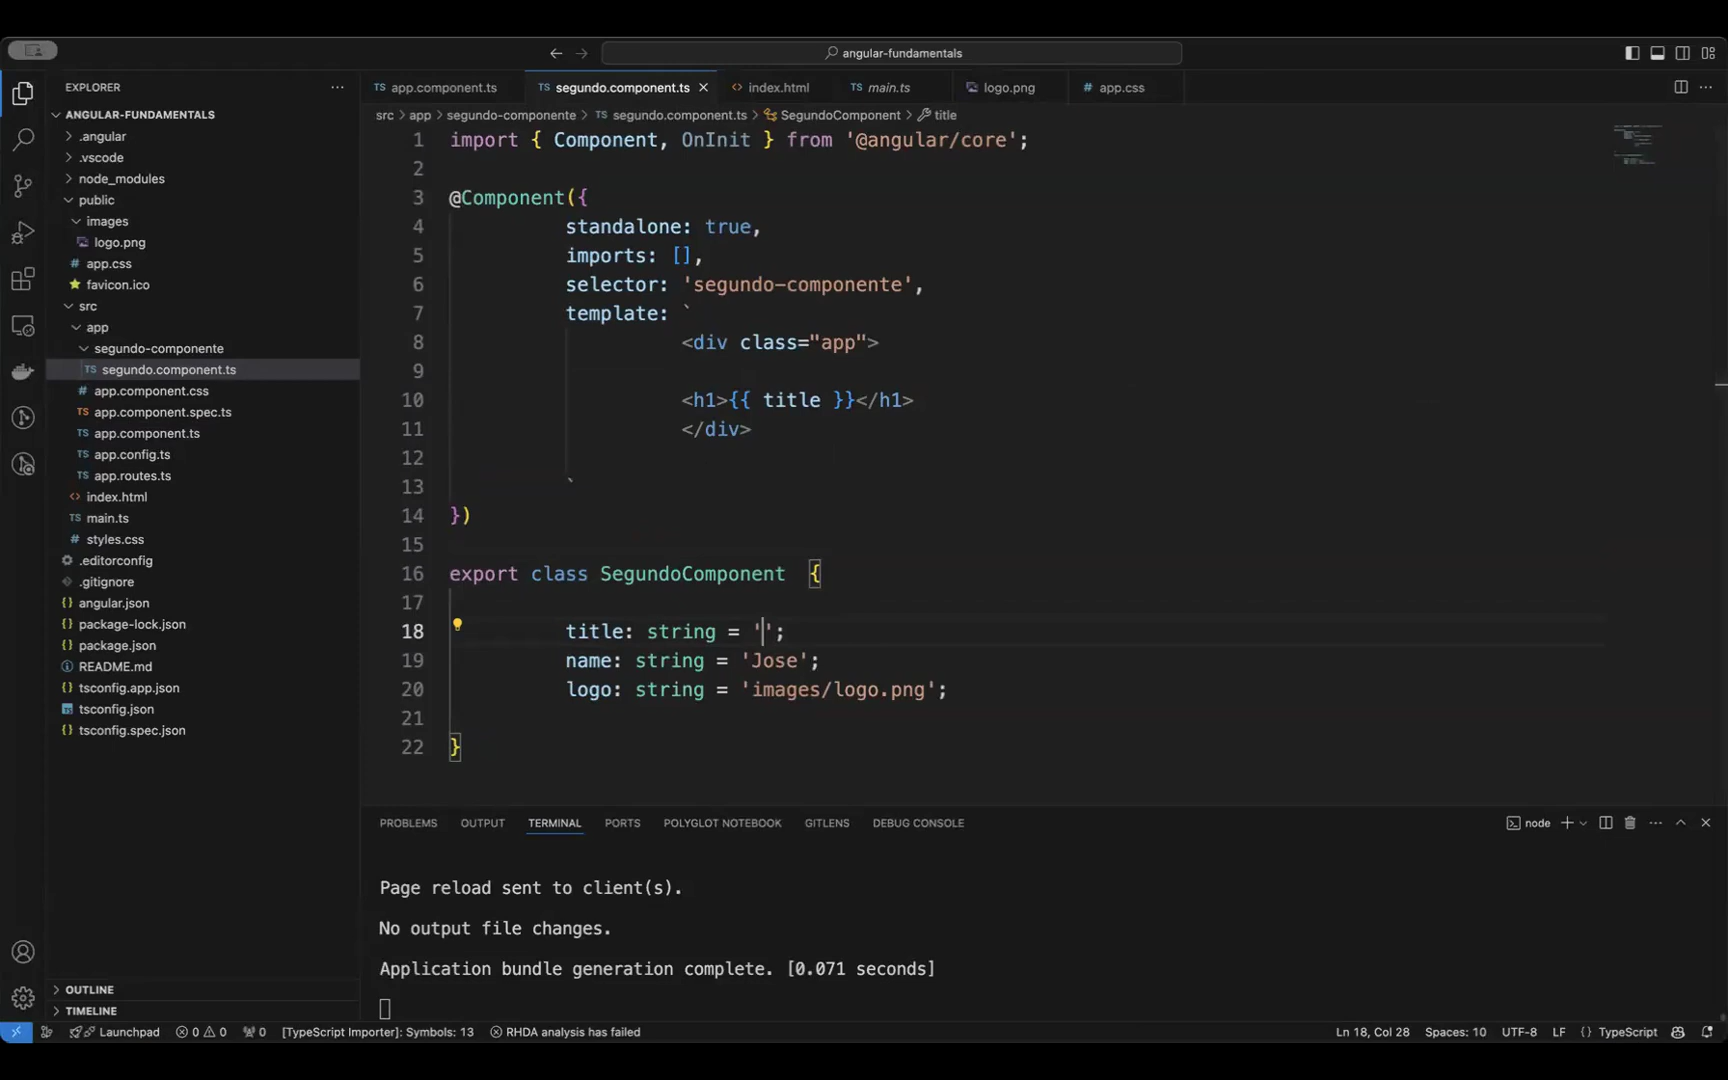 angular-fundamentals
EXPLORER
ANGULAR-FUNDAMENTALS
.angular
.vscode
node_modules
public
images
logo.png
app.css
favicon.ico
src
app
segundo-componente
TS segundo.component.ts
# app.component.css
TS app.component.spec.ts
TS app.component.ts
TS app.config.ts
TS app.routes.ts
<> index.html
TS main.ts
# styles.css
.editorconfig
.gitignore
{} angular.json
{} package-lock.json
{} package.json
README.md
{} tsconfig.app.json
tsconfig.json
{} tsconfig.spec.json
OUTLINE
TIMELINE
TS app.component.ts
TS segundo.component.ts
<> index.html
TS main.ts
logo.png
# app.css
src > app > segundo-componente > TS segundo.component.ts > SegundoComponent > title
1 import { Component, OnInit } from '@angular/core';
2
3 @Component({
4 standalone: true,
5 imports: [],
6 selector: 'segundo-componente',
7 template: `
8 <div class="app">
9
10 <h1>{{ title }}</h1>
11 </div>
12
13 `
14 })
15
16 export class SegundoComponent {
17
18 title: string = '';
19 name: string = 'Jose';
20 logo: string = 'images/logo.png';
21
22 }
PROBLEMS OUTPUT TERMINAL PORTS POLYGLOT NOTEBOOK GITLENS DEBUG CONSOLE
node
Page reload sent to client(s).
No output file changes.
Application bundle generation complete. [0.071 seconds]
Launchpad 0 0 0 [TypeScript Importer]: Symbols: 13 RHDA analysis has failed
Ln 18, Col 28 Spaces: 10 UTF-8 LF {} TypeScript